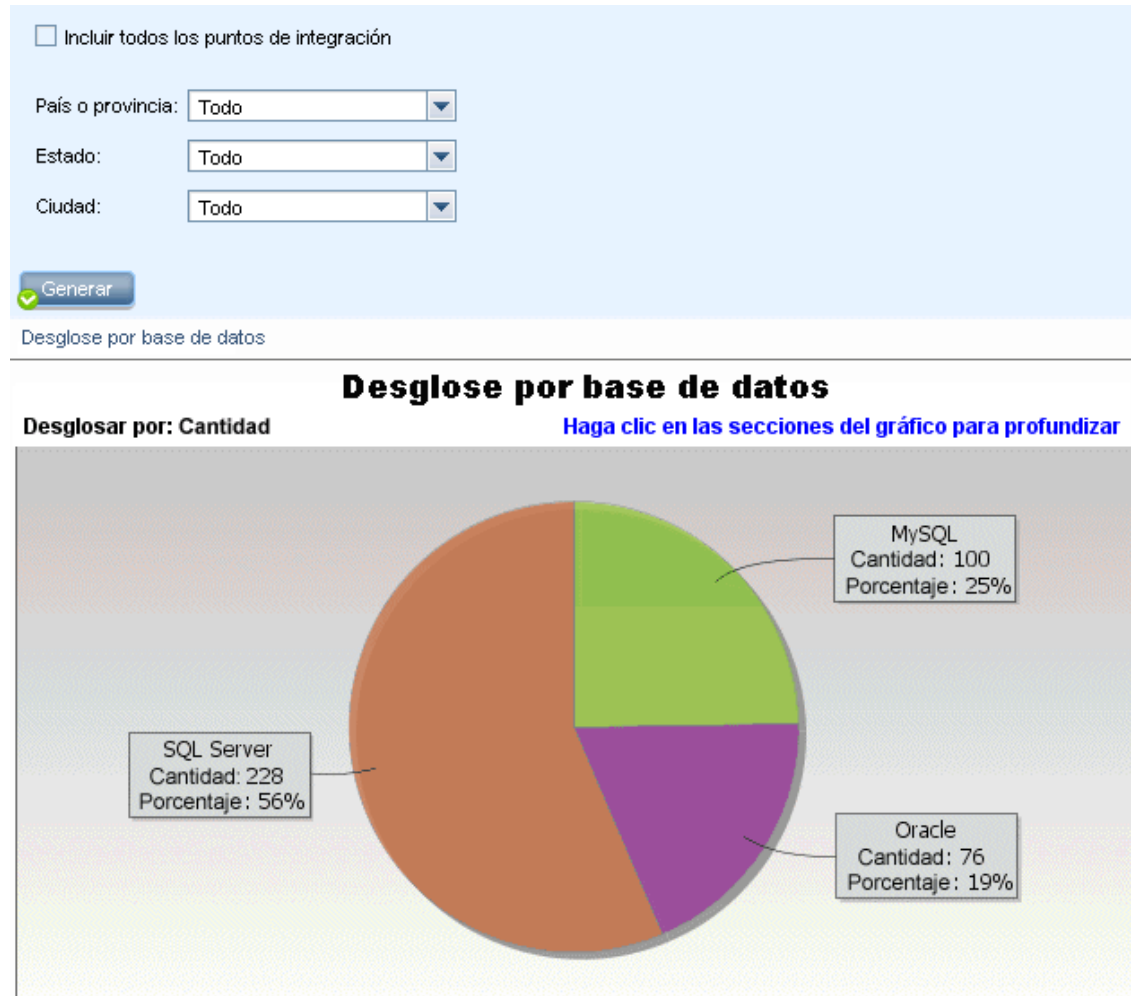 Incluir todos los puntos de integración
País o provincia: Todo
Estado: Todo
Ciudad: Todo
Generar
Desglose por base de datos
Desglose por base de datos
Desglosar por: Cantidad Haga clic en las secciones del gráfico para profundizar
MySQL
Cantidad: 100
Porcentaje: 25%
SQL Server
Cantidad: 228
Porcentaje: 56%
Oracle
Cantidad: 76
Porcentaje: 19%